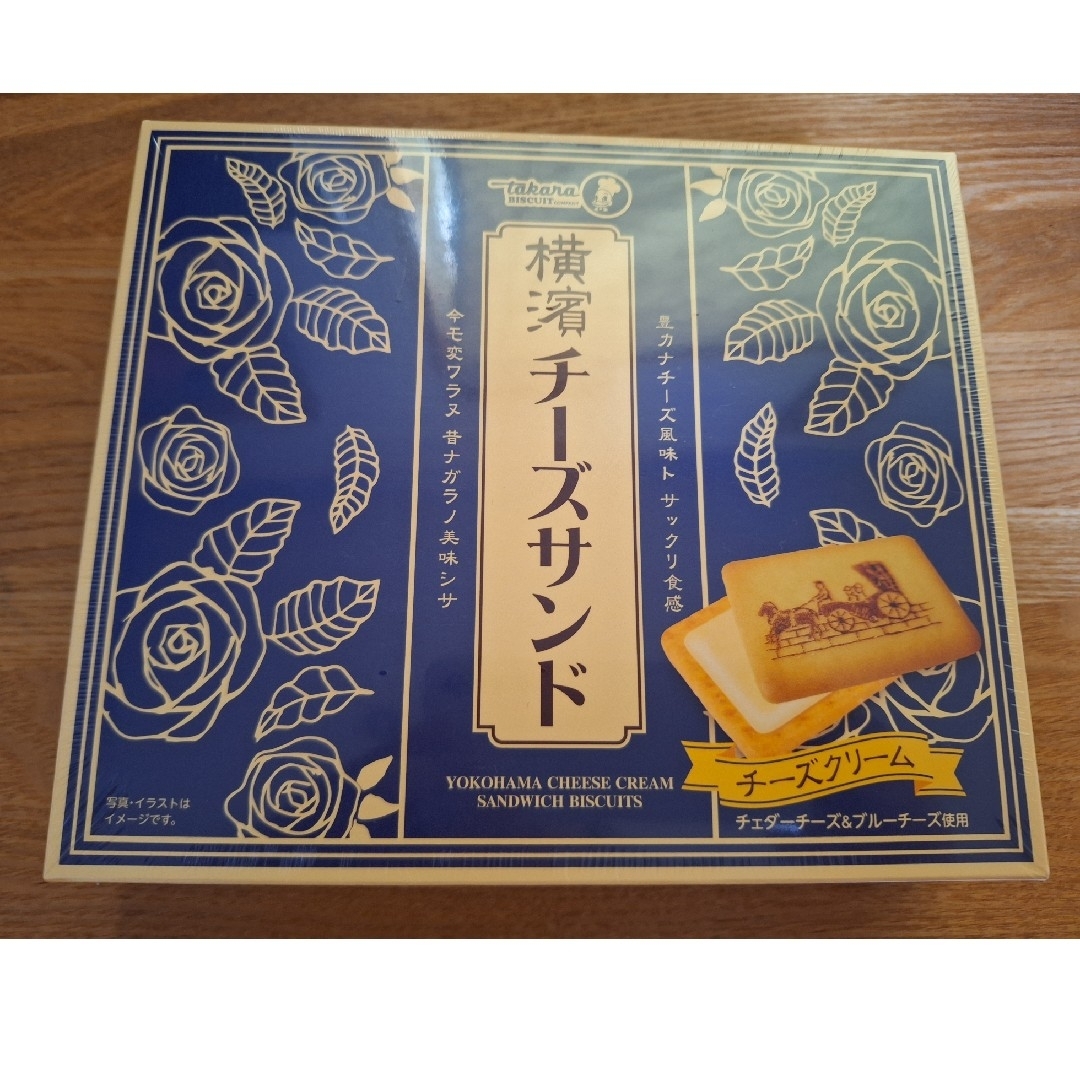 takara
BISCUIT COMPANY
横濱チーズサンド
豊カナチーズ風味ト サックリ食感
今モ変ワラヌ 昔ナガラノ美味シサ
YOKOHAMA CHEESE CREAM
SANDWICH BISCUITS
チーズクリーム
チェダーチーズ&ブルーチーズ使用
写真・イラストは
イメージです。